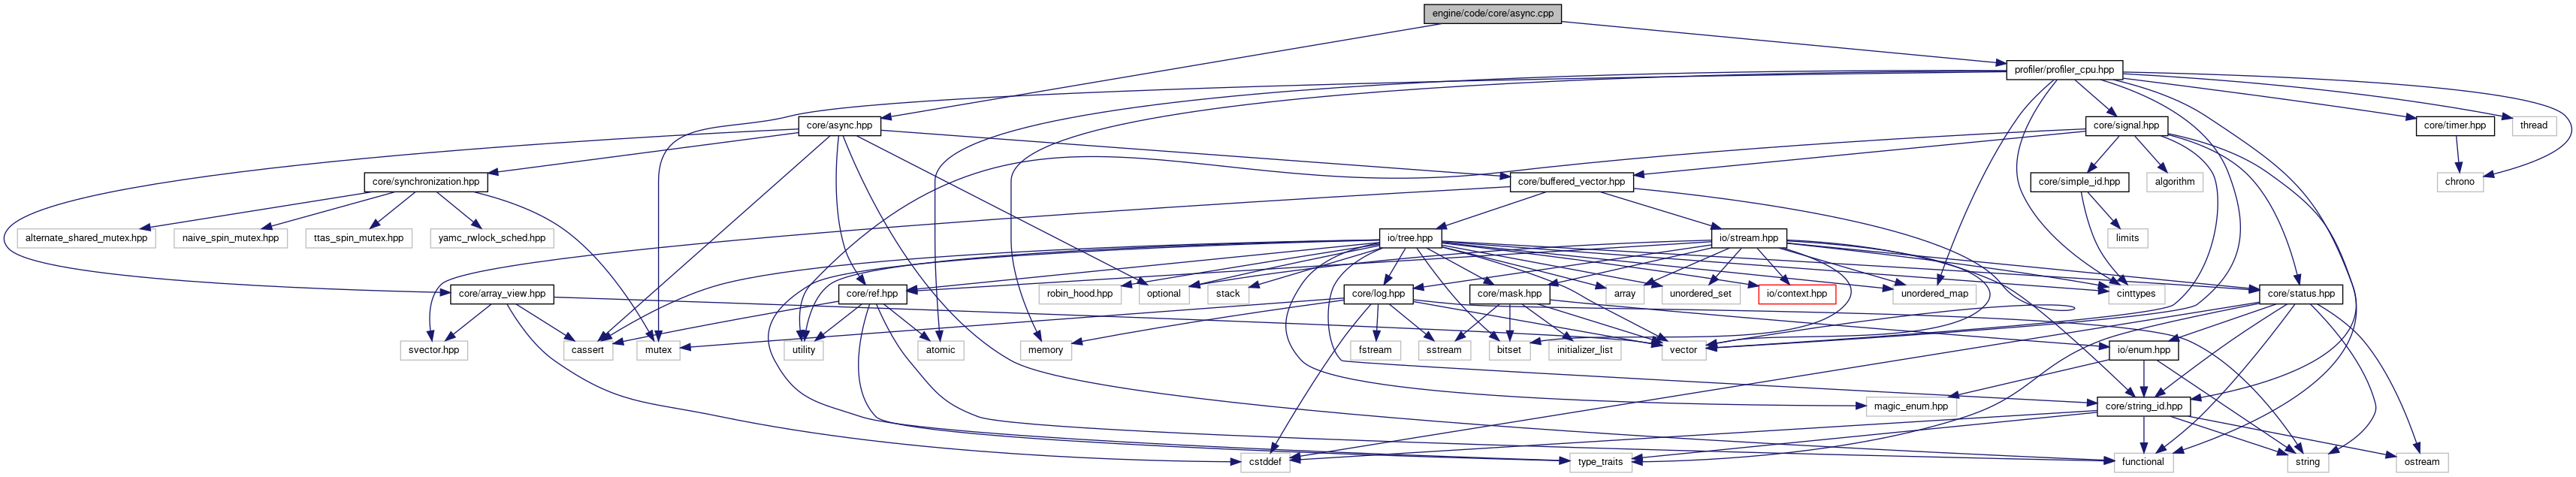 engine/code/core/async.cpp
profiler/profiler_cpu.hpp
core/async.hpp
core/signal.hpp
core/timer.hpp
thread
core/synchronization.hpp
core/buffered_vector.hpp
core/simple_id.hpp
algorithm
chrono
alternate_shared_mutex.hpp
naive_spin_mutex.hpp
ttas_spin_mutex.hpp
yamc_rwlock_sched.hpp
io/tree.hpp
io/stream.hpp
limits
core/array_view.hpp
core/ref.hpp
robin_hood.hpp
optional
stack
core/log.hpp
core/mask.hpp
array
unordered_set
io/context.hpp
unordered_map
cinttypes
core/status.hpp
svector.hpp
cassert
mutex
utility
atomic
memory
fstream
sstream
bitset
initializer_list
vector
io/enum.hpp
magic_enum.hpp
core/string_id.hpp
cstddef
type_traits
functional
string
ostream